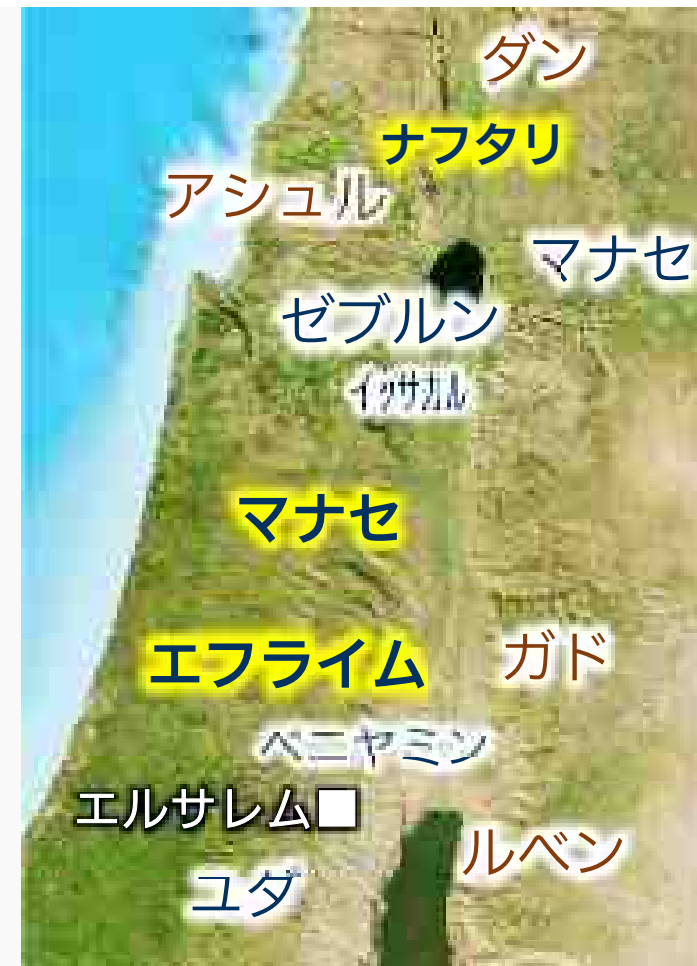 ダン
ナフタリ
アシュル
マナセ
ゼブルン
イッサカル
マナセ
エフライム
ガド
ベニヤミン
エルサレム
ルベン
ユダ